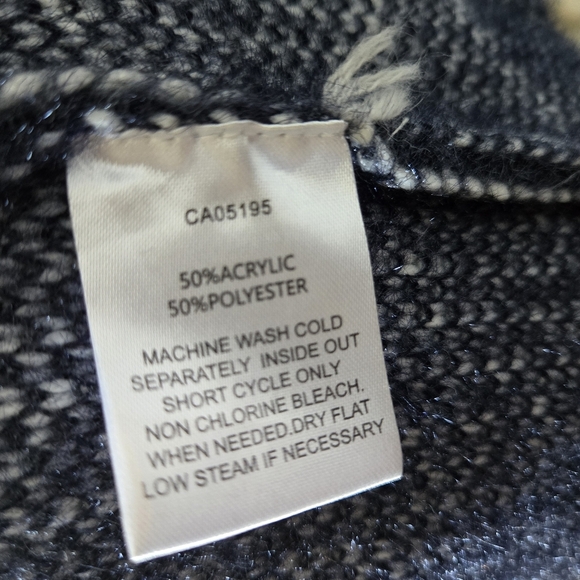 CA05195
50%ACRYLIC
50%POLYESTER
MACHINE WASH COLD
SEPARATELY INSIDE OUT
SHORT CYCLE ONLY
NON CHLORINE BLEACH.
WHEN NEEDED.DRY FLAT
LOW STEAM IF NECESSARY